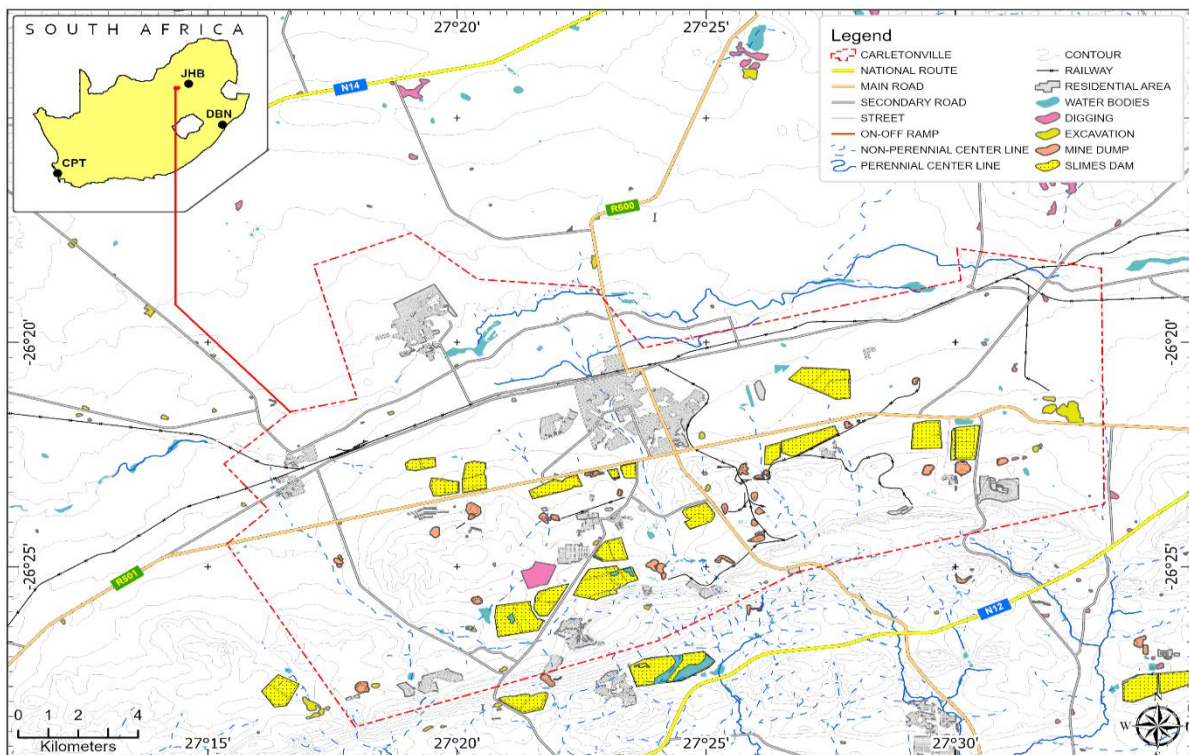 SOUTH AFRICA
JHB
DBN
CPT
27°20'
27°25'
Legend
CARLETONVILLE
NATIONAL ROUTE
MAIN ROAD
SECONDARY ROAD
STREET
ON-OFF RAMP
NON-PERENNIAL CENTER LINE
PERENNIAL CENTER LINE
CONTOUR
RAILWAY
RESIDENTIAL AREA
WATER BODIES
DIGGING
EXCAVATION
MINE DUMP
SLIMES DAM
N14
R500
I
-26°20'
-26°20'
-26°25'
-26°25'
R501
N12
0 1 2 4
Kilometers
27°15'
27°20'
27°25'
27°30'
N
W